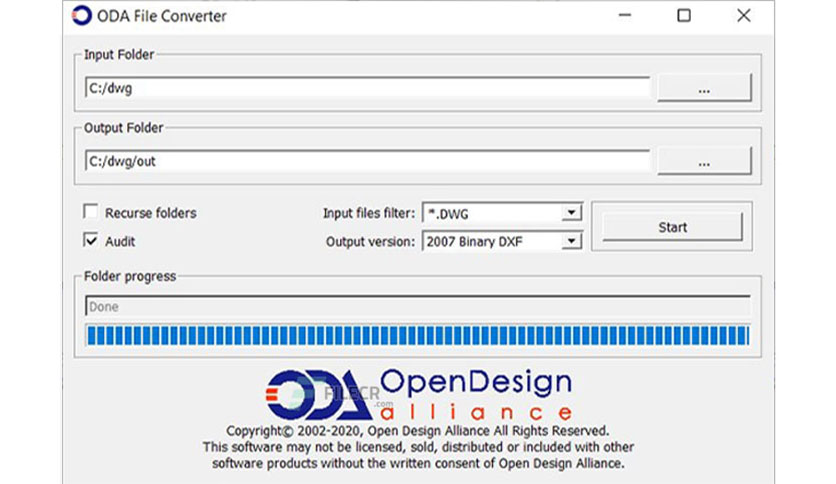 ODA File Converter
Input Folder
C:/dwg
...
Output Folder
C:/dwg/out
...
Recurse folders
Input files filter: *.DWG
Start
Audit
Output version: 2007 Binary DXF
Folder progress
Done
ODA OpenDesign
alliance
FILECR
.com
Copyright© 2002-2020, Open Design Alliance All Rights Reserved.
This software may not be licensed, sold, distributed or included with other
software products without the written consent of Open Design Alliance.